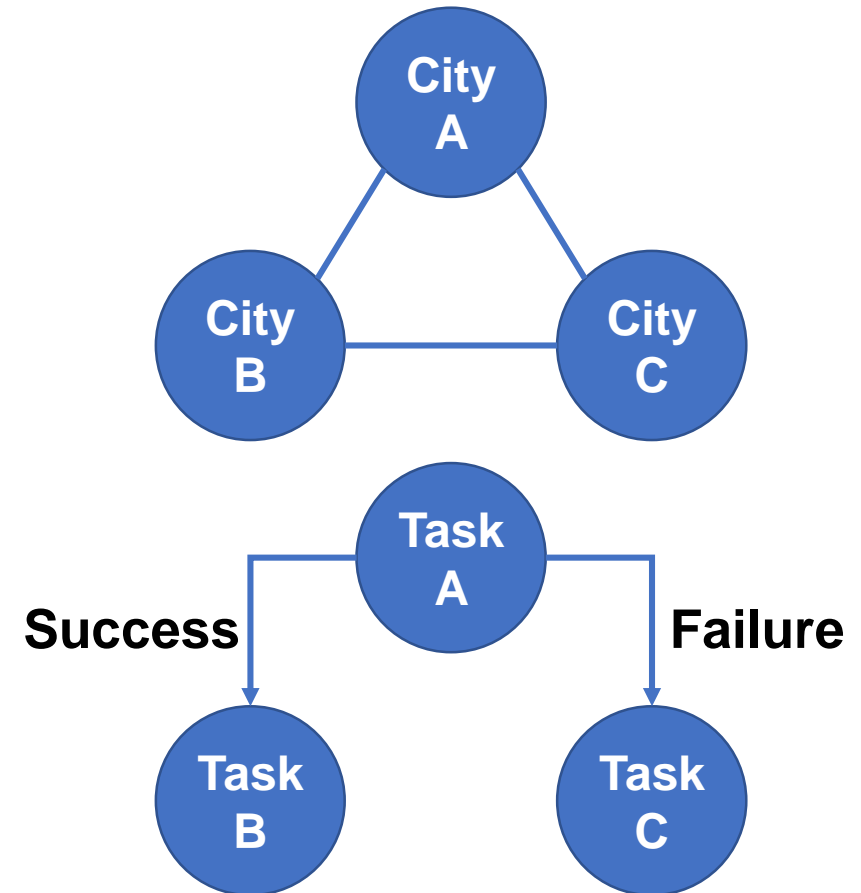 City
A
City
B
City
C
Task
A
Success
Failure
Task
B
Task
C